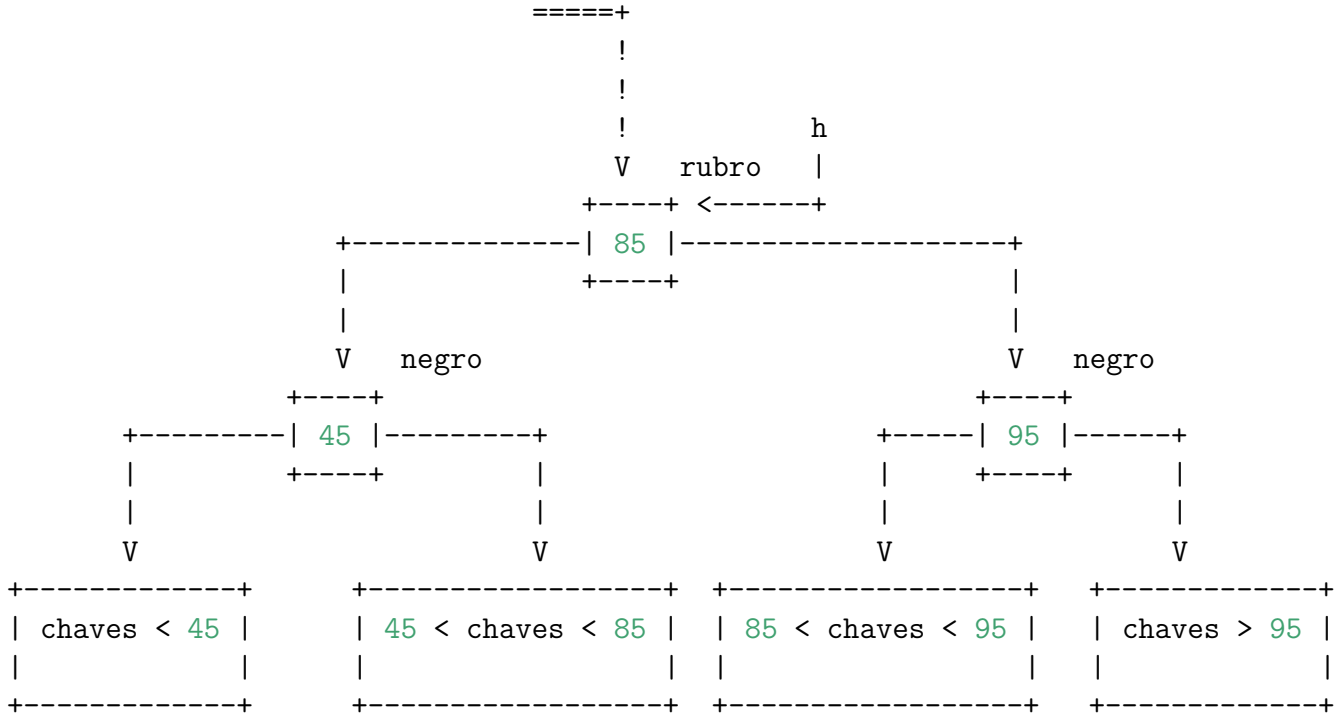 =====+
!
!
! h
V rubro |
+----+ <------+
+--------------| 85 |--------------------+
| +----+ |
| |
V negro V negro
+----+ +----+
+---------| 45 |---------+ +-----| 95 |------+
| +----+ | | +----+ |
| | | |
V V V V
+-------------+ +------------------+ +------------------+ +-------------+
| chaves < 45 | | 45 < chaves < 85 | | 85 < chaves < 95 | | chaves > 95 |
| | | | | | | |
+-------------+ +------------------+ +------------------+ +-------------+